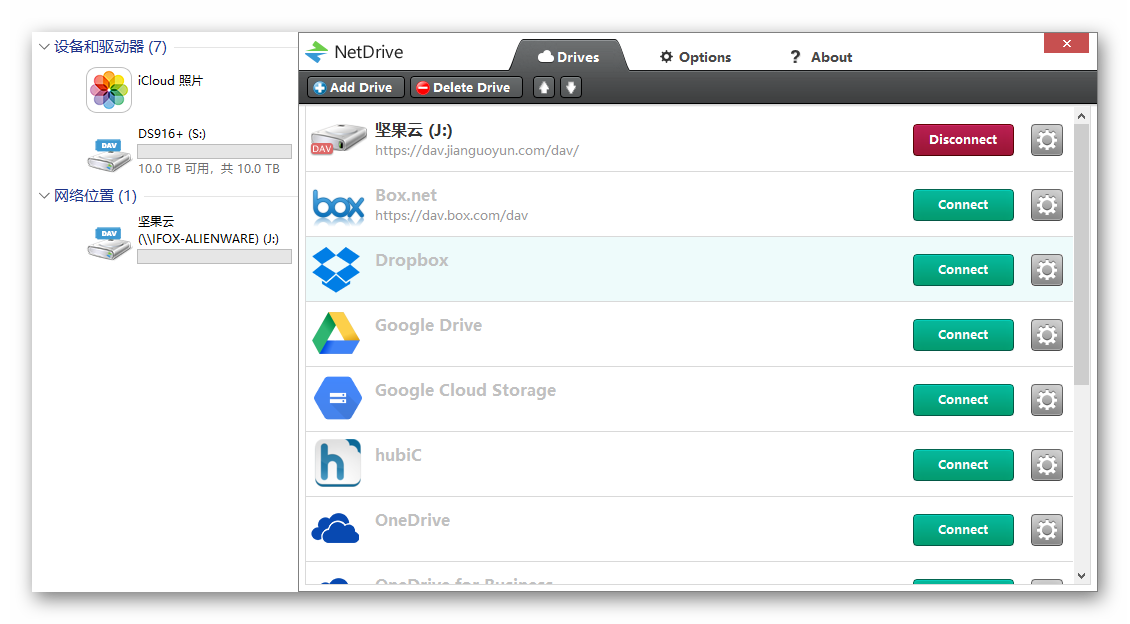 设备和驱动器 (7)
iCloud 照片
DS916+ (S:)
DAV
10.0 TB 可用，共 10.0 TB
网络位置 (1)
坚果云
(\\IFOX-ALIENWARE) (J:)
DAV
NetDrive
Drives
Options
? About
Add Drive
Delete Drive
坚果云 (J:)
https://dav.jianguoyun.com/dav/
DAV
Disconnect
box
Box.net
https://dav.box.com/dav
Connect
Dropbox
Connect
Google Drive
Connect
Google Cloud Storage
Connect
h
hubiC
Connect
OneDrive
Connect
OneDrive for Business